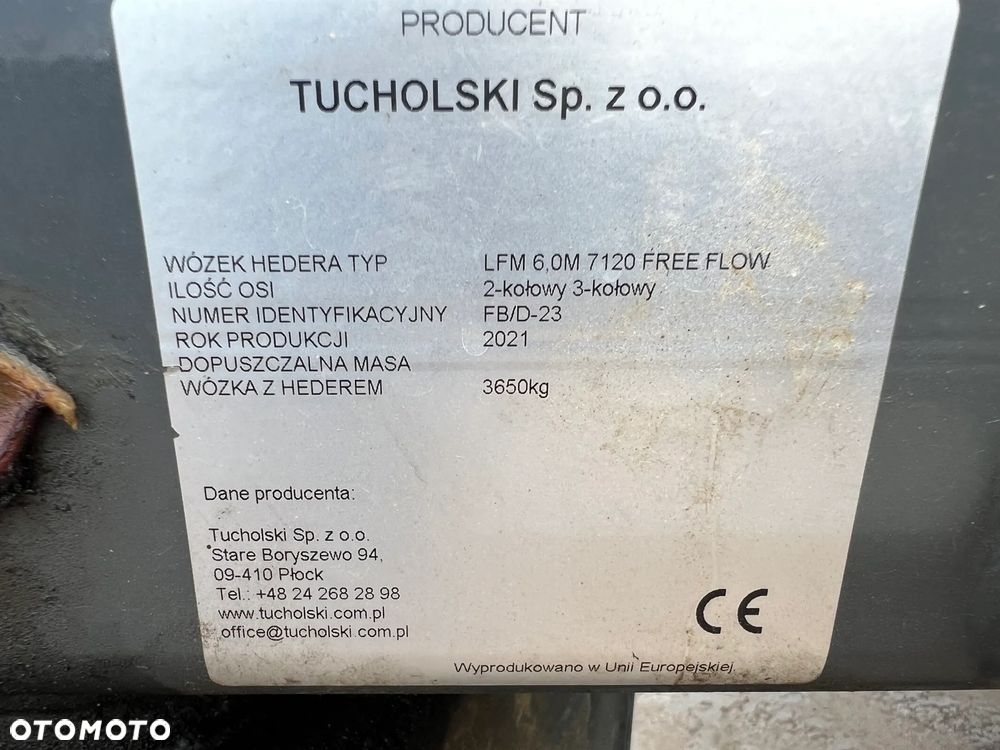 PRODUCENT
TUCHOLSKI Sp. z o.o.
WÓZEK HEDERA TYP LFM 6,0M 7120 FREE FLOW
ILOŚĆ OSI 2-kołowy 3-kołowy
NUMER IDENTYFIKACYJNY FB/D-23
ROK PRODUKCJI 2021
DOPUSZCZALNA MASA
WÓZKA Z HEDEREM 3650kg
Dane producenta:
Tucholski Sp. z o.o.
Stare Boryszewo 94,
09-410 Płock
Tel.: +48 24 268 28 98
www.tucholski.com.pl
office@tucholski.com.pl
CE
Wyprodukowano w Unii Europejskiej.
OTOMOTO